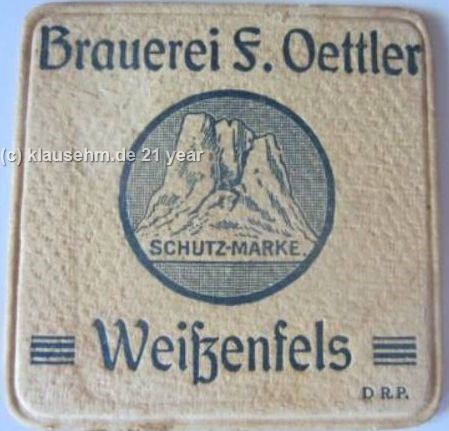 Brauerei F. Oettler
(c) klausehm.de 21 year
SCHUTZ-MARKE.
Weißenfels
D R.P.